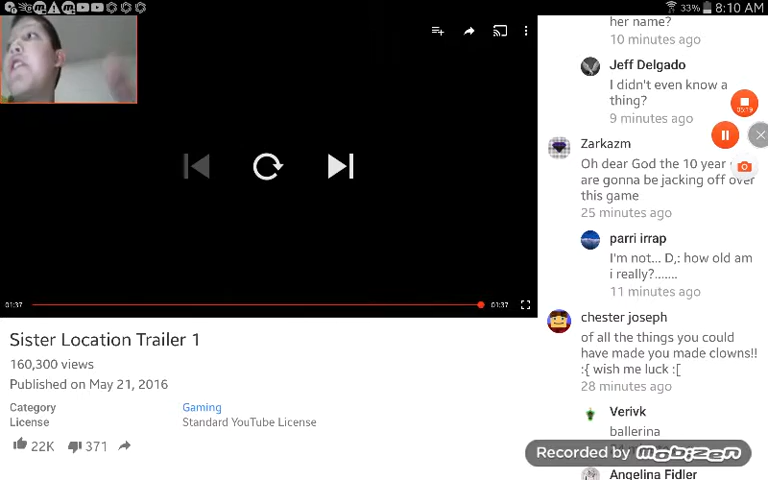 33% 8:10 AM
her name?
10 minutes ago
Jeff Delgado
I didn't even know a
thing?
9 minutes ago
05:19
Zarkazm
Oh dear God the 10 year
are gonna be jacking off over
this game
25 minutes ago
parri irrap
I'm not... D,: how old am
i really?.......
11 minutes ago
01:37
01:37
chester joseph
of all the things you could
have made you made clowns!!
:{ wish me luck :[
28 minutes ago
Sister Location Trailer 1
160,300 views
Published on May 21, 2016
Category Gaming
License Standard YouTube License
22K 371
Verivk
ballerina
Recorded by mobizen
Angelina Fidler